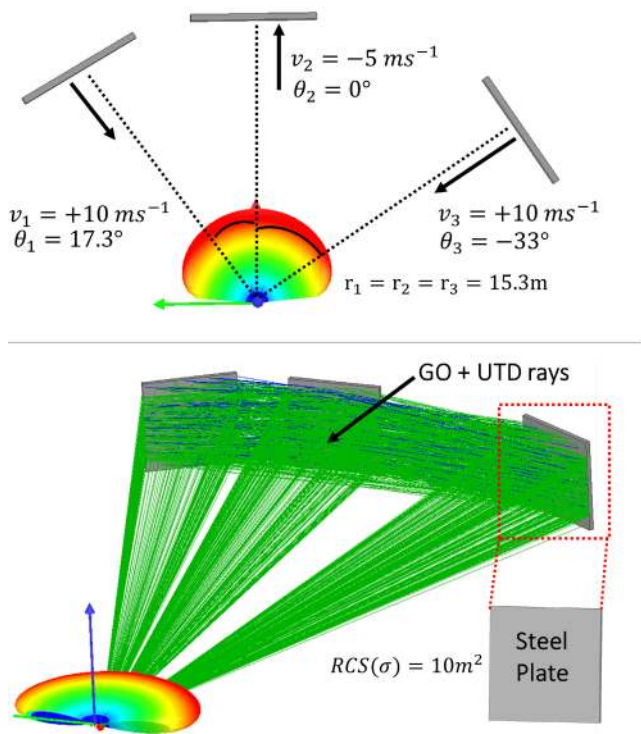 v₂ = −5 ms⁻¹
θ₂ = 0°
v₁ = +10 ms⁻¹
θ₁ = 17.3°
v₃ = +10 ms⁻¹
θ₃ = −33°
r₁ = r₂ = r₃ = 15.3m
GO + UTD rays
RCS(σ) = 10m²
Steel
Plate